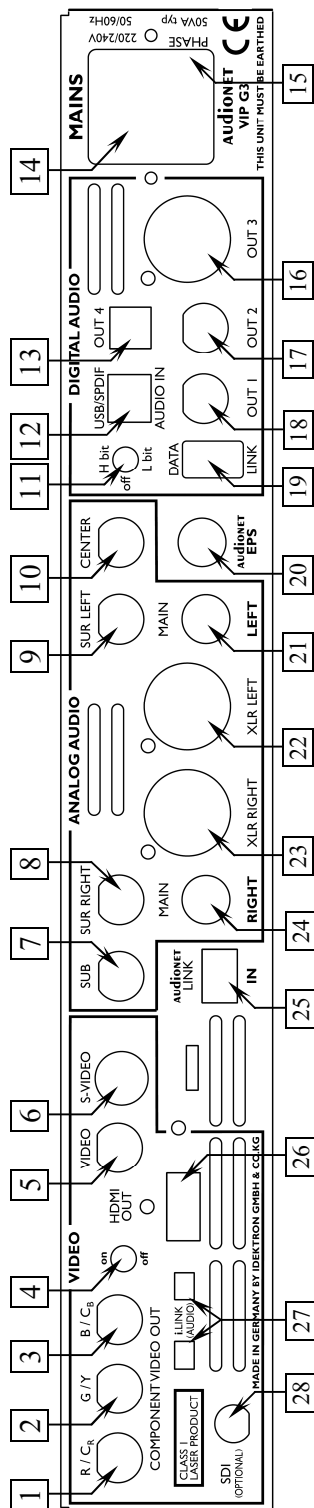 1
2
3
4
5
6
7
8
9
10
11
12
13
14
VIDEO
ANALOG AUDIO
DIGITAL AUDIO
MAINS
R / CR
G / Y
B / CB
on
off
VIDEO
S-VIDEO
SUB
SUR RIGHT
SUR LEFT
CENTER
H bit
off
L bit
USB/SPDIF
AUDIO IN
OUT 4
50/60Hz
220/240V
50VA typ
PHASE
COMPONENT VIDEO OUT
HDMI
OUT
MAIN
MAIN
CLASS 1
LASER PRODUCT
i.LINK
(AUDIO)
audionet
LINK
IN
RIGHT
XLR RIGHT
XLR LEFT
LEFT
audionet
EPS
DATA
LINK
OUT 1
OUT 2
OUT 3
audionet
VIP G3
CE
THIS UNIT MUST BE EARTHED
SDI
(OPTIONAL)
MADE IN GERMANY BY IDEKTRON GMBH & CO.KG
28
27
26
25
24
23
22
21
20
19
18
17
16
15